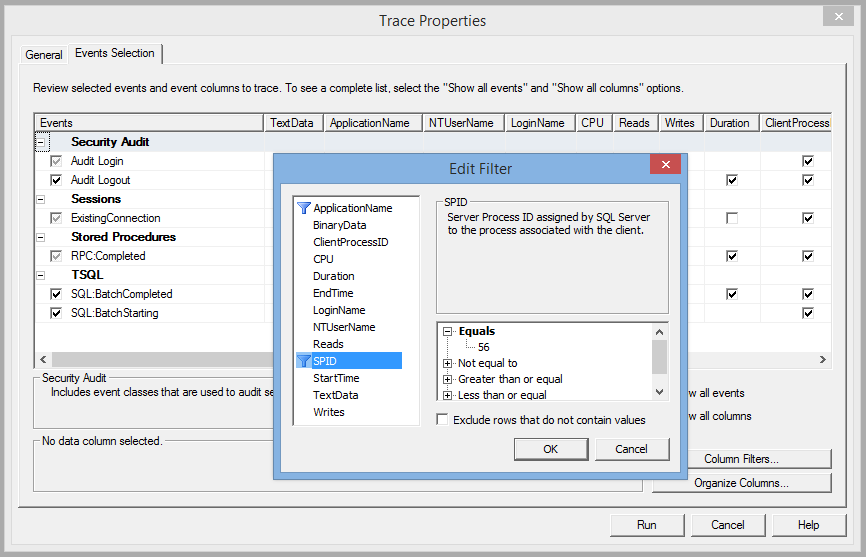 Trace Properties
General
Events Selection
Review selected events and event columns to trace. To see a complete list, select the "Show all events" and "Show all columns" options.
Events TextData ApplicationName NTUserName LoginName CPU Reads Writes Duration ClientProcessI
Security Audit
Audit Login
Audit Logout
Sessions
ExistingConnection
Stored Procedures
RPC:Completed
TSQL
SQL:BatchCompleted
SQL:BatchStarting
Edit Filter
ApplicationName
BinaryData
ClientProcessID
CPU
Duration
EndTime
LoginName
NTUserName
Reads
SPID
StartTime
TextData
Writes
SPID
Server Process ID assigned by SQL Server
to the process associated with the client.
Equals
56
Not equal to
Greater than or equal
Less than or equal
Exclude rows that do not contain values
OK
Cancel
Security Audit
Includes event classes that are used to audit se
w all events
w all columns
No data column selected.
Column Filters...
Organize Columns...
Run
Cancel
Help